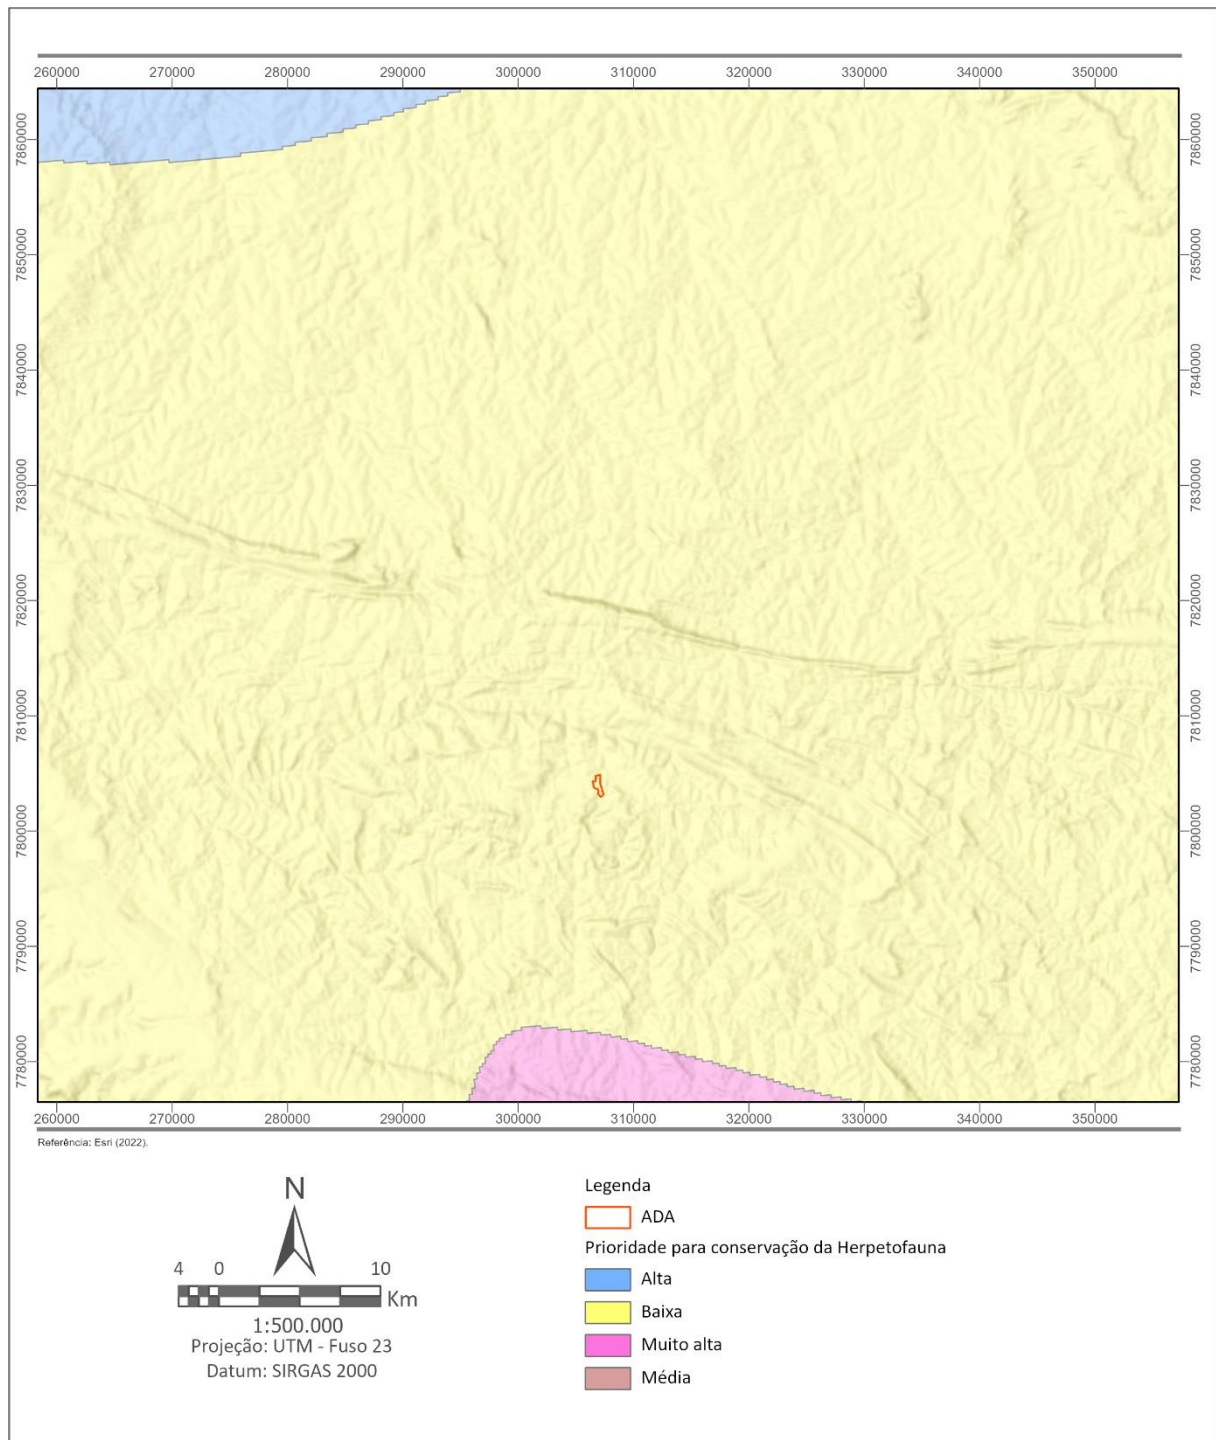 260000 270000 280000 290000 300000 310000 320000 330000 340000 350000
7860000 7860000
7850000 7850000
7840000 7840000
7830000 7830000
7820000 7820000
7810000 7810000
7800000 7800000
7790000 7790000
7780000 7780000
260000 270000 280000 290000 300000 310000 320000 330000 340000 350000
Referência: Esri (2022).
N
4 0 10
Km
1:500.000
Projeção: UTM - Fuso 23
Datum: SIRGAS 2000
Legenda
ADA
Prioridade para conservação da Herpetofauna
Alta
Baixa
Muito alta
Média